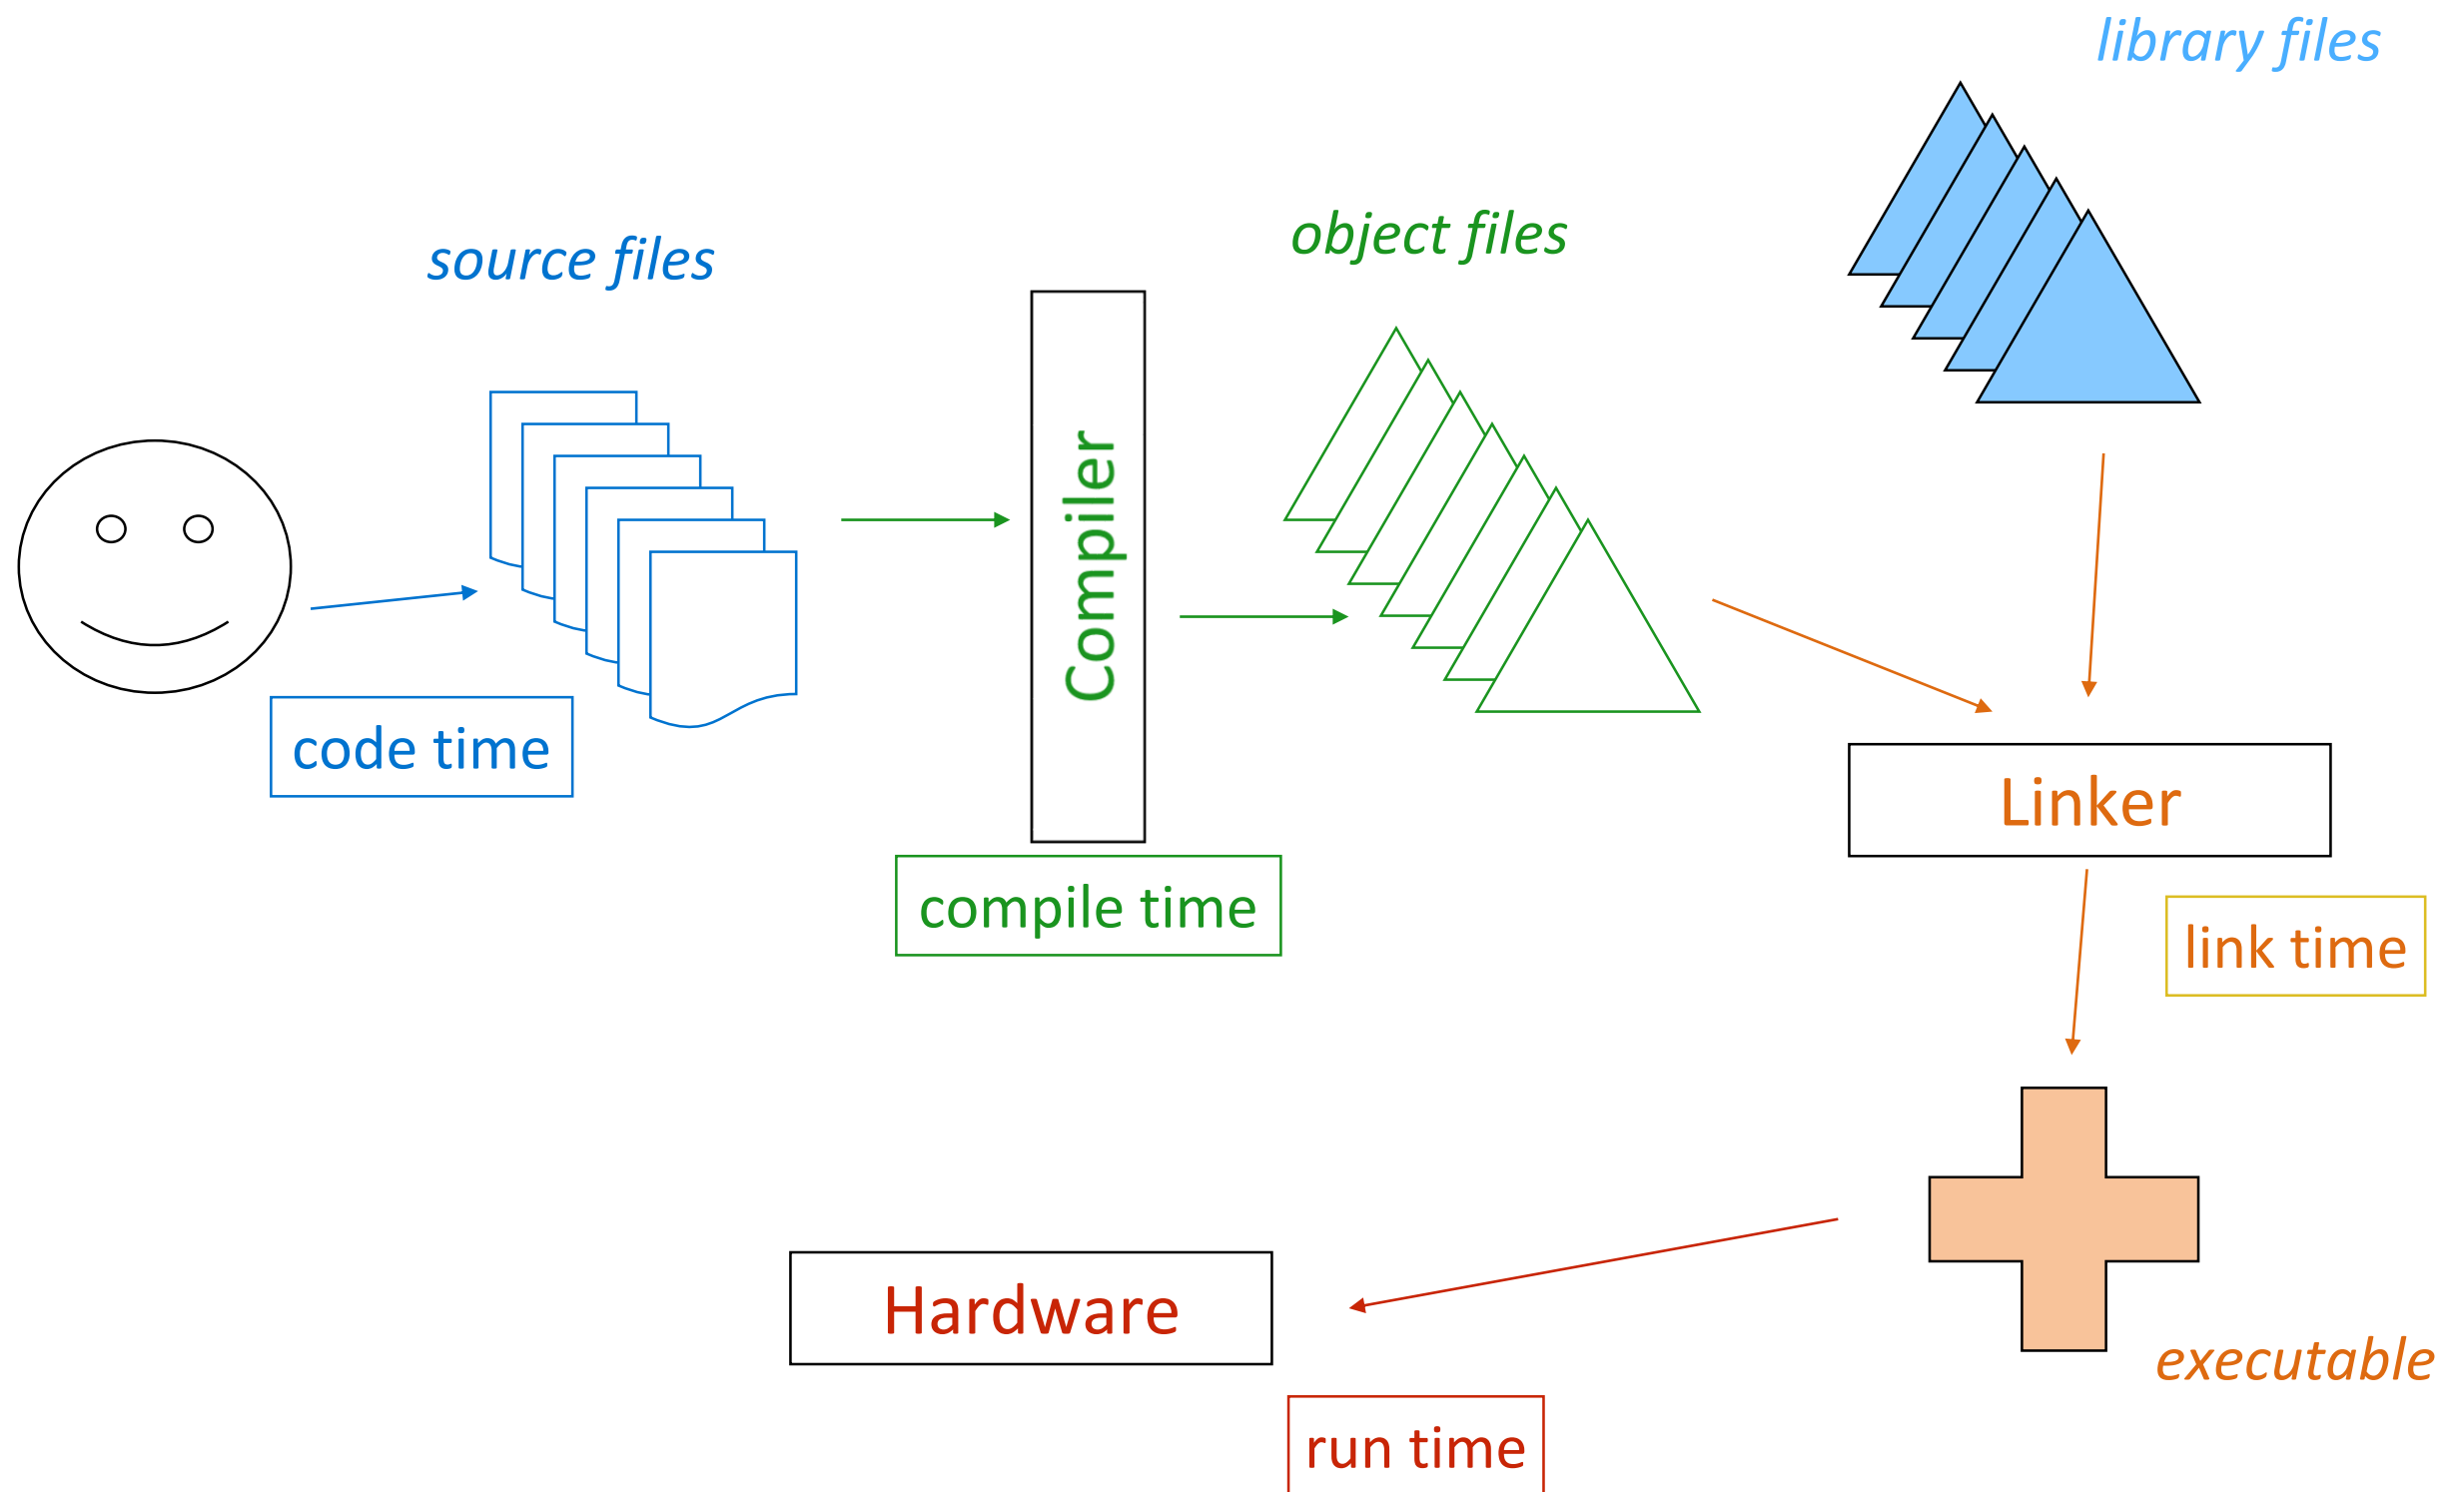 library files
object files
source files
Compiler
code time
Linker
compile time
link time
Hardware
executable
run time